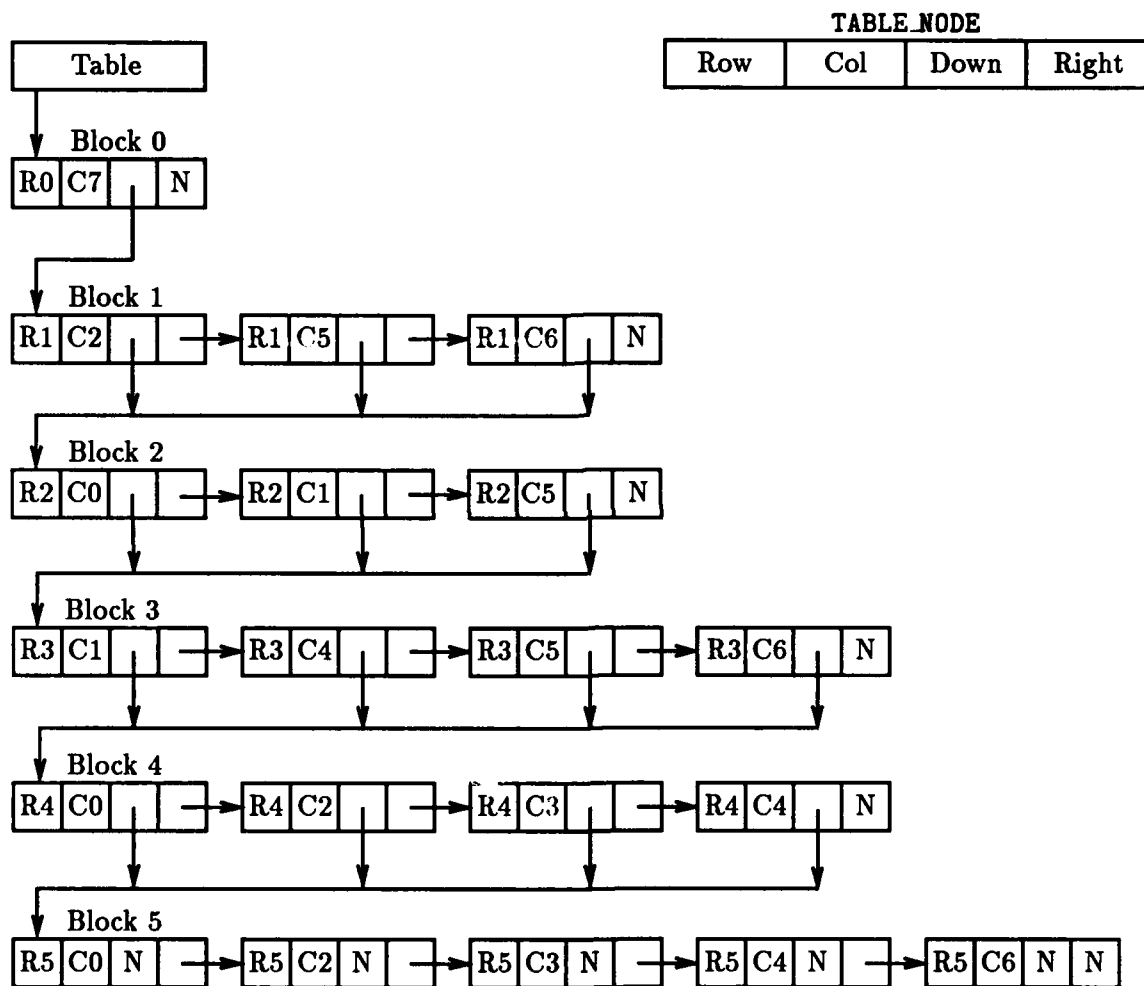 TABLE_NODE
Table
Row Col Down Right
Block 0
R0 C7 N
Block 1
R1 C2 R1 C5 R1 C6 N
Block 2
R2 C0 R2 C1 R2 C5 N
Block 3
R3 C1 R3 C4 R3 C5 R3 C6 N
Block 4
R4 C0 R4 C2 R4 C3 R4 C4 N
Block 5
R5 C0 N R5 C2 N R5 C3 N R5 C4 N R5 C6 N N